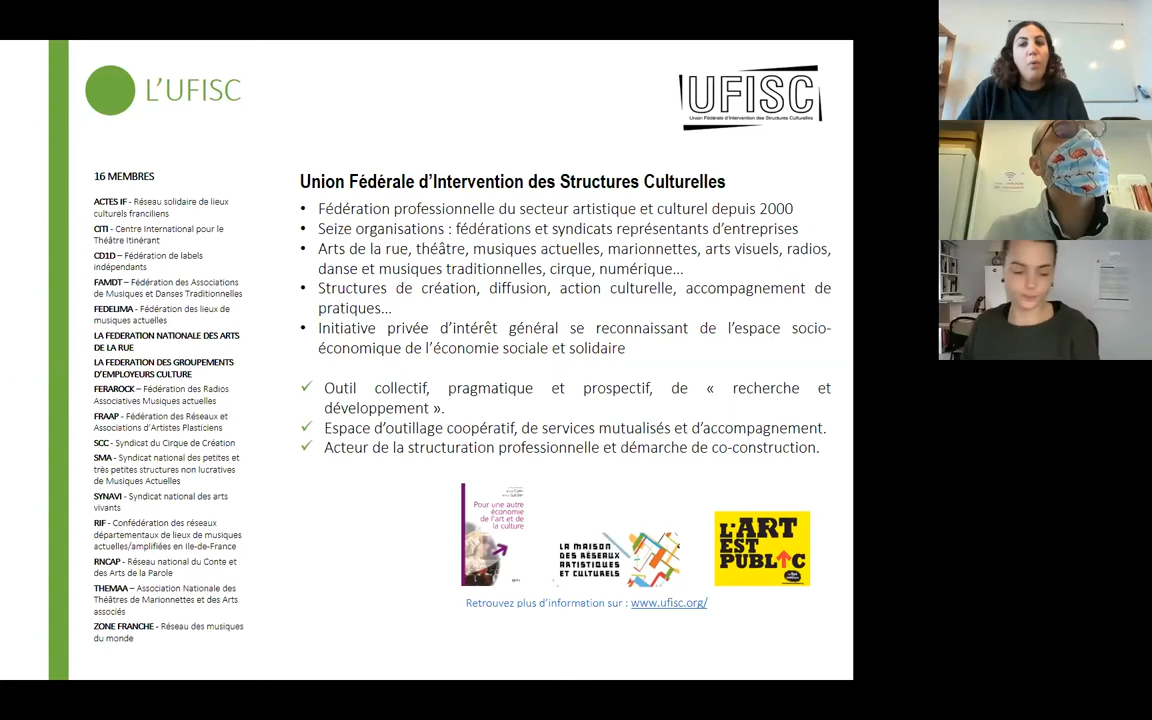 L'UFISC
UFISC
Union Fédérale d'Intervention des Structures Culturelles
16 MEMBRES
ACTES IF - Réseau solidaire de lieux
culturels franciliens
CITI - Centre International pour le
Théâtre Itinérant
CD1D – Fédération de labels
indépendants
FAMDT – Fédération des Associations
de Musiques et Danses Traditionnelles
FEDELIMA - Fédération des lieux de
musiques actuelles
LA FEDERATION NATIONALE DES ARTS
DE LA RUE
LA FEDERATION DES GROUPEMENTS
D'EMPLOYEURS CULTURE
FERAROCK – Fédération des Radios
Associatives Musiques actuelles
FRAAP - Fédération des Réseaux et
Associations d'Artistes Plasticiens
SCC - Syndicat du Cirque de Création
SMA - Syndicat national des petites et
très petites structures non lucratives
de Musiques Actuelles
SYNAVI - Syndicat national des arts
vivants
RIF - Confédération des réseaux
départementaux de lieux de musiques
actuelles/amplifiées en Ile-de-France
RNCAP - Réseau national du Conte et
des Arts de la Parole
THEMAA – Association Nationale des
Théâtres de Marionnettes et des Arts
associés
ZONE FRANCHE - Réseau des musiques
du monde
Union Fédérale d'Intervention des Structures Culturelles
• Fédération professionnelle du secteur artistique et culturel depuis 2000
• Seize organisations : fédérations et syndicats représentants d'entreprises
• Arts de la rue, théâtre, musiques actuelles, marionnettes, arts visuels, radios,
danse et musiques traditionnelles, cirque, numérique...
• Structures de création, diffusion, action culturelle, accompagnement de
pratiques...
• Initiative privée d'intérêt général se reconnaissant de l'espace socio-
économique de l'économie sociale et solidaire
✓ Outil collectif, pragmatique et prospectif, de « recherche et
développement ».
✓ Espace d'outillage coopératif, de services mutualisés et d'accompagnement.
✓ Acteur de la structuration professionnelle et démarche de co-construction.
Pour une autre
économie
de l'art et de
la culture
LA MAISON
DES RÉSEAUX
ARTISTIQUES
ET CULTURELS
L'ART
EST
PUBLIC
Retrouvez plus d'information sur : www.ufisc.org/